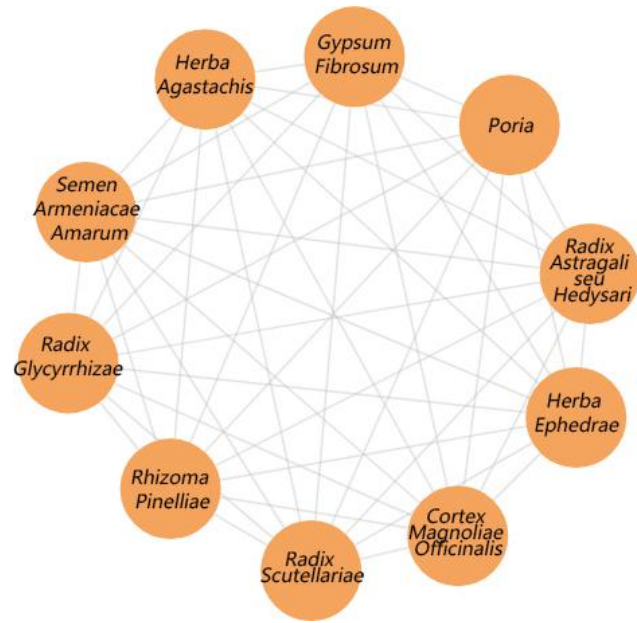 Gypsum
Fibrosum
Herba
Agastachis
Poria
Semen
Armeniacae
Amarum
Radix
Astragali
seu
Hedysari
Radix
Glycyrrhizae
Herba
Ephedrae
Rhizoma
Pinelliae
Cortex
Magnoliae
Officinalis
Radix
Scutellariae